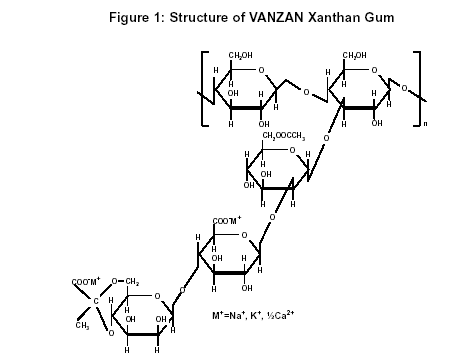 Figure 1: Structure of VANZAN Xanthan Gum
CH₂OH CH₂OH
H O H O
H H O
OH H O OH H
H OH H OH n
CH₂OOCCH₃ O
O H
H
OH
OH H
H H
O
COO⁻M⁺
H O
H
OH H
H OH
O
COO⁻M⁺ O CH₂
C H O
H
CH₃ O OH OH H
H H
M⁺=Na⁺, K⁺, ½Ca²⁺